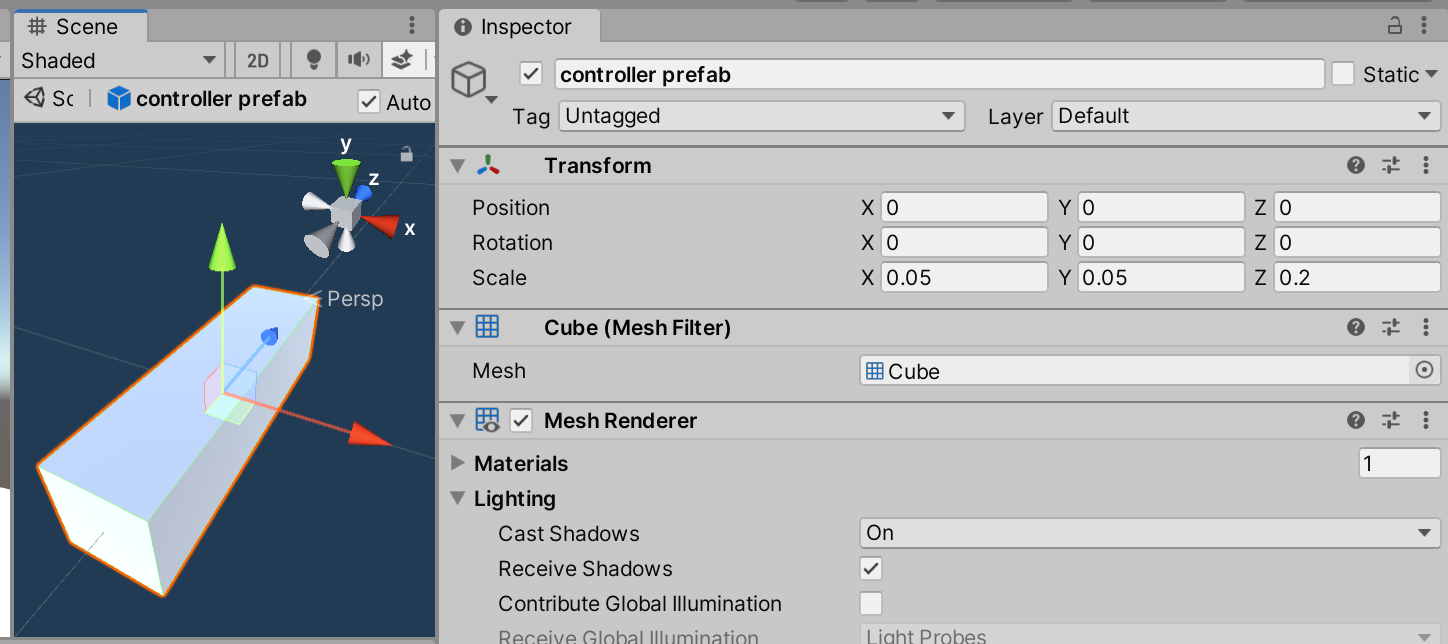 Scene
Shaded
2D
Sc
controller prefab
Auto
y
z
x
Persp
Inspector
controller prefab
Static
Tag Untagged
Layer Default
Transform
Position X 0 Y 0 Z 0
Rotation X 0 Y 0 Z 0
Scale X 0.05 Y 0.05 Z 0.2
Cube (Mesh Filter)
Mesh Cube
Mesh Renderer
Materials 1
Lighting
Cast Shadows On
Receive Shadows
Contribute Global Illumination
Receive Global Illumination Light Probes